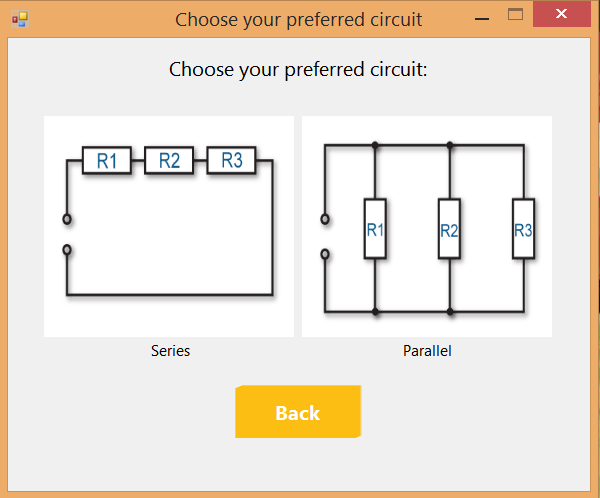 Choose your preferred circuit
Choose your preferred circuit:
R1 R2 R3
R1 R2 R3
Series
Parallel
Back